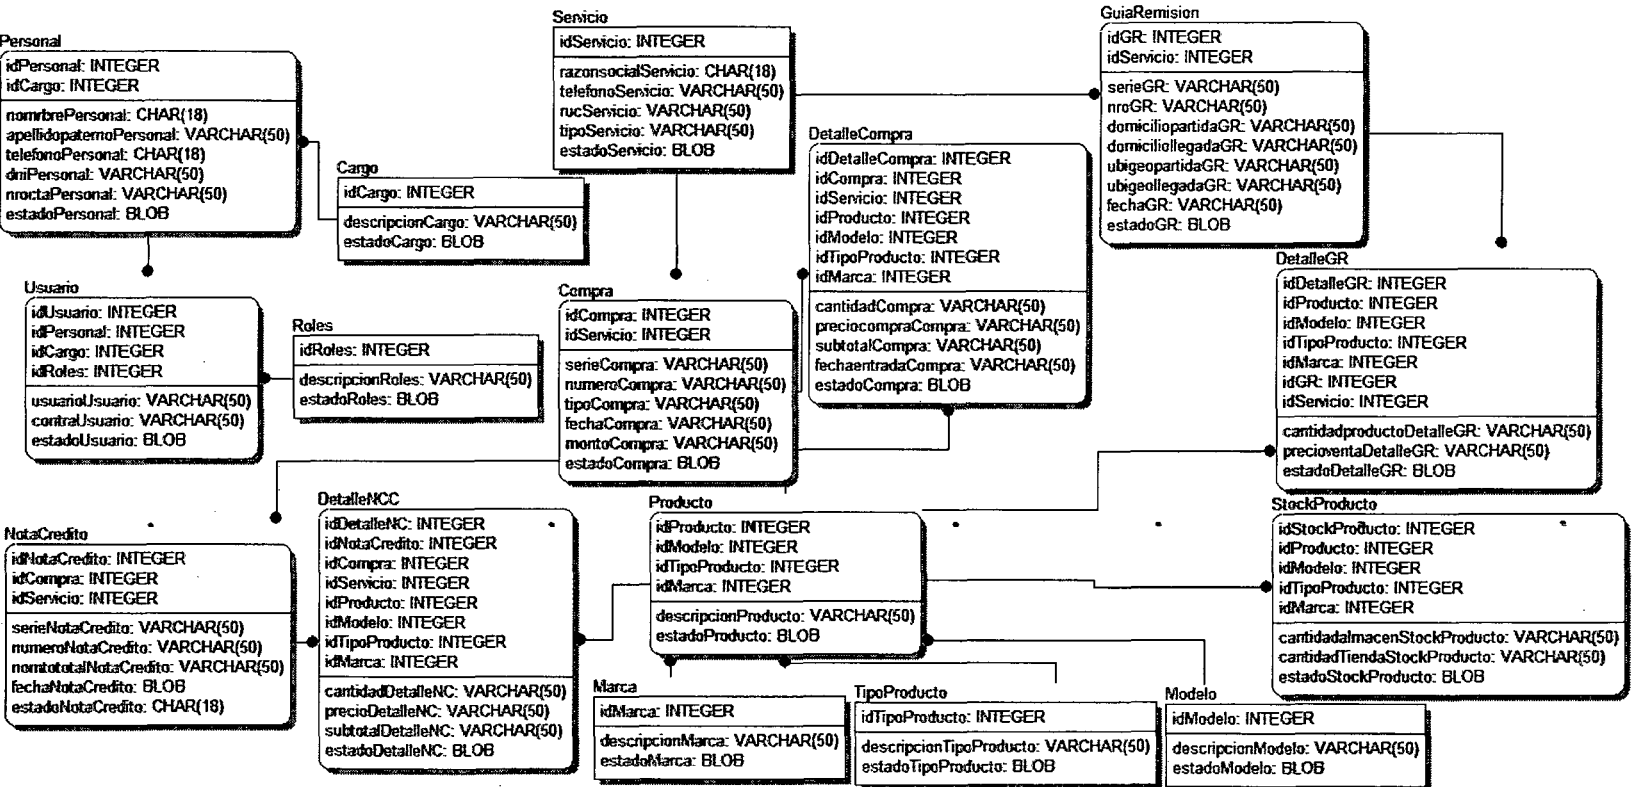 Personal
idPersonal: INTEGER
idCargo: INTEGER
nomrbrePersonal: CHAR(18)
apellidopaternoPersonal: VARCHAR(50)
telefonoPersonal: CHAR(18)
dniPersonal: VARCHAR(50)
nroctaPersonal: VARCHAR(50)
estadoPersonal: BLOB
Cargo
idCargo: INTEGER
descripcionCargo: VARCHAR(50)
estadoCargo: BLOB
Servicio
idServicio: INTEGER
razonsocialServicio: CHAR(18)
telefonoServicio: VARCHAR(50)
rucServicio: VARCHAR(50)
tipoServicio: VARCHAR(50)
estadoServicio: BLOB
DetalleCompra
idDetalleCompra: INTEGER
idCompra: INTEGER
idServicio: INTEGER
idProducto: INTEGER
idModelo: INTEGER
idTipoProducto: INTEGER
idMarca: INTEGER
cantidadCompra: VARCHAR(50)
preciocompraCompra: VARCHAR(50)
subtotalCompra: VARCHAR(50)
fechaentradaCompra: VARCHAR(50)
estadoCompra: BLOB
GuiaRemision
idGR: INTEGER
idServicio: INTEGER
serieGR: VARCHAR(50)
nroGR: VARCHAR(50)
domiciliopartidaGR: VARCHAR(50)
domiciliollegadaGR: VARCHAR(50)
ubigeopartidaGR: VARCHAR(50)
ubigeollegadaGR: VARCHAR(50)
fechaGR: VARCHAR(50)
estadoGR: BLOB
Usuario
idUsuario: INTEGER
idPersonal: INTEGER
idCargo: INTEGER
idRoles: INTEGER
usuarioUsuario: VARCHAR(50)
contraUsuario: VARCHAR(50)
estadoUsuario: BLOB
Roles
idRoles: INTEGER
descripcionRoles: VARCHAR(50)
estadoRoles: BLOB
Compra
idCompra: INTEGER
idServicio: INTEGER
serieCompra: VARCHAR(50)
numeroCompra: VARCHAR(50)
tipoCompra: VARCHAR(50)
fechaCompra: VARCHAR(50)
montoCompra: VARCHAR(50)
estadoCompra: BLOB
DetalleGR
idDetalleGR: INTEGER
idProducto: INTEGER
idModelo: INTEGER
idTipoProducto: INTEGER
idMarca: INTEGER
idGR: INTEGER
idServicio: INTEGER
cantidadproductoDetalleGR: VARCHAR(50)
precioventaDetalleGR: VARCHAR(50)
estadoDetalleGR: BLOB
NotaCredito
idNotaCredito: INTEGER
idCompra: INTEGER
idServicio: INTEGER
serieNotaCredito: VARCHAR(50)
numeroNotaCredito: VARCHAR(50)
nomtototalNotaCredito: VARCHAR(50)
fechaNotaCredito: BLOB
estadoNotaCredito: CHAR(18)
DetalleNCC
idDetalleNC: INTEGER
idNotaCredito: INTEGER
idCompra: INTEGER
idServicio: INTEGER
idProducto: INTEGER
idModelo: INTEGER
idTipoProducto: INTEGER
idMarca: INTEGER
cantidadDetalleNC: VARCHAR(50)
precioDetalleNC: VARCHAR(50)
subtotalDetalleNC: VARCHAR(50)
estadoDetalleNC: BLOB
Producto
idProducto: INTEGER
idModelo: INTEGER
idTipoProducto: INTEGER
idMarca: INTEGER
descripcionProducto: VARCHAR(50)
estadoProducto: BLOB
StockProducto
idStockProducto: INTEGER
idProducto: INTEGER
idModelo: INTEGER
idTipoProducto: INTEGER
idMarca: INTEGER
cantidadalmacenStockProducto: VARCHAR(50)
cantidadTiendaStockProducto: VARCHAR(50)
estadoStockProducto: BLOB
Marca
idMarca: INTEGER
descripcionMarca: VARCHAR(50)
estadoMarca: BLOB
TipoProducto
idTipoProducto: INTEGER
descripcionTipoProducto: VARCHAR(50)
estadoTipoProducto: BLOB
Modelo
idModelo: INTEGER
descripcionModelo: VARCHAR(50)
estadoModelo: BLOB